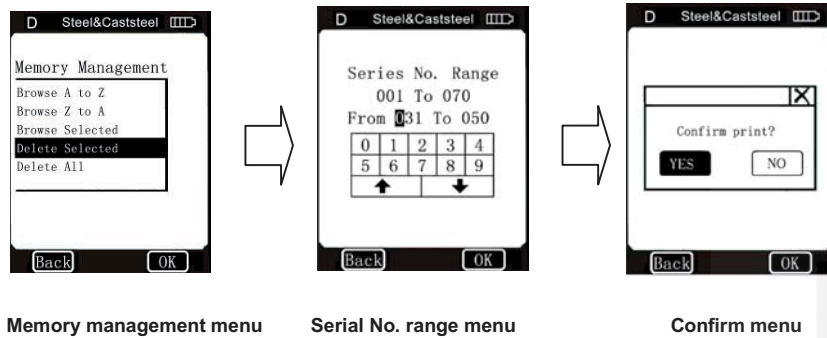 D Steel&Caststeel
Memory Management
Browse A to Z
Browse Z to A
Browse Selected
Delete Selected
Delete All
Back OK
Memory management menu
D Steel&Caststeel
Series No. Range
001 To 070
From 031 To 050
0 1 2 3 4
5 6 7 8 9
Back OK
Serial No. range menu
D Steel&Caststeel
X
Confirm print?
YES NO
Back OK
Confirm menu